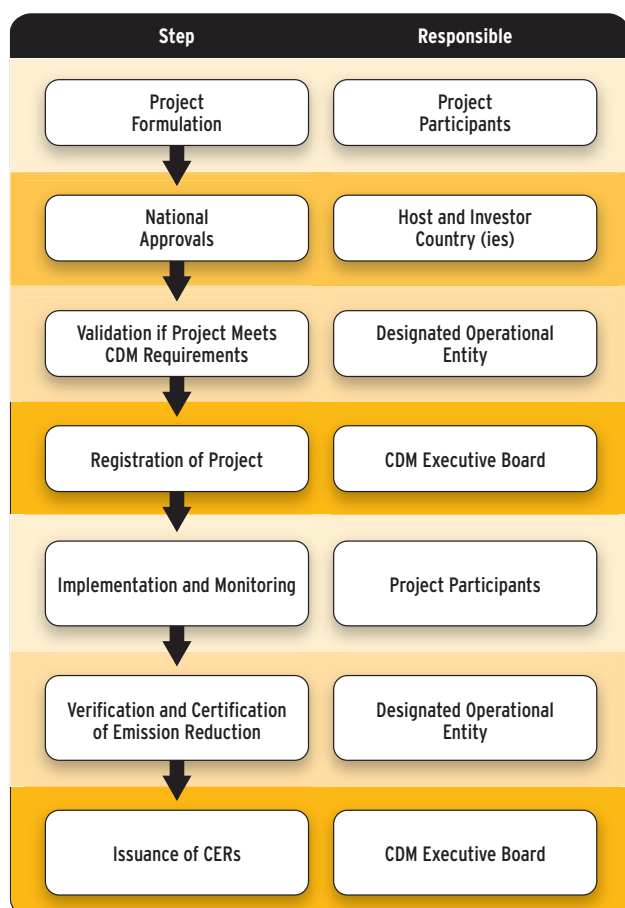 Step Responsible
Project
Formulation
Project
Participants
National
Approvals
Host and Investor
Country (ies)
Validation if Project Meets
CDM Requirements
Designated Operational
Entity
Registration of Project
CDM Executive Board
Implementation and Monitoring
Project Participants
Verification and Certification
of Emission Reduction
Designated Operational
Entity
Issuance of CERs
CDM Executive Board